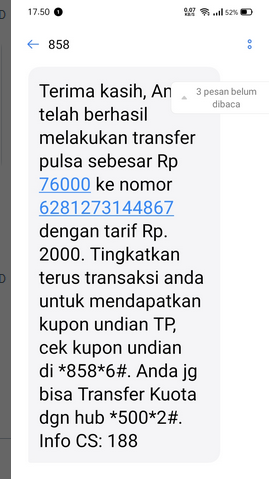 17.50
0.07
KB/S
52%
858
3 pesan belum
dibaca
Terima kasih, An
telah berhasil
melakukan transfer
pulsa sebesar Rp
76000 ke nomor
6281273144867
dengan tarif Rp.
2000. Tingkatkan
terus transaksi anda
untuk mendapatkan
kupon undian TP,
cek kupon undian
di *858*6#. Anda jg
bisa Transfer Kuota
dgn hub *500*2#.
Info CS: 188